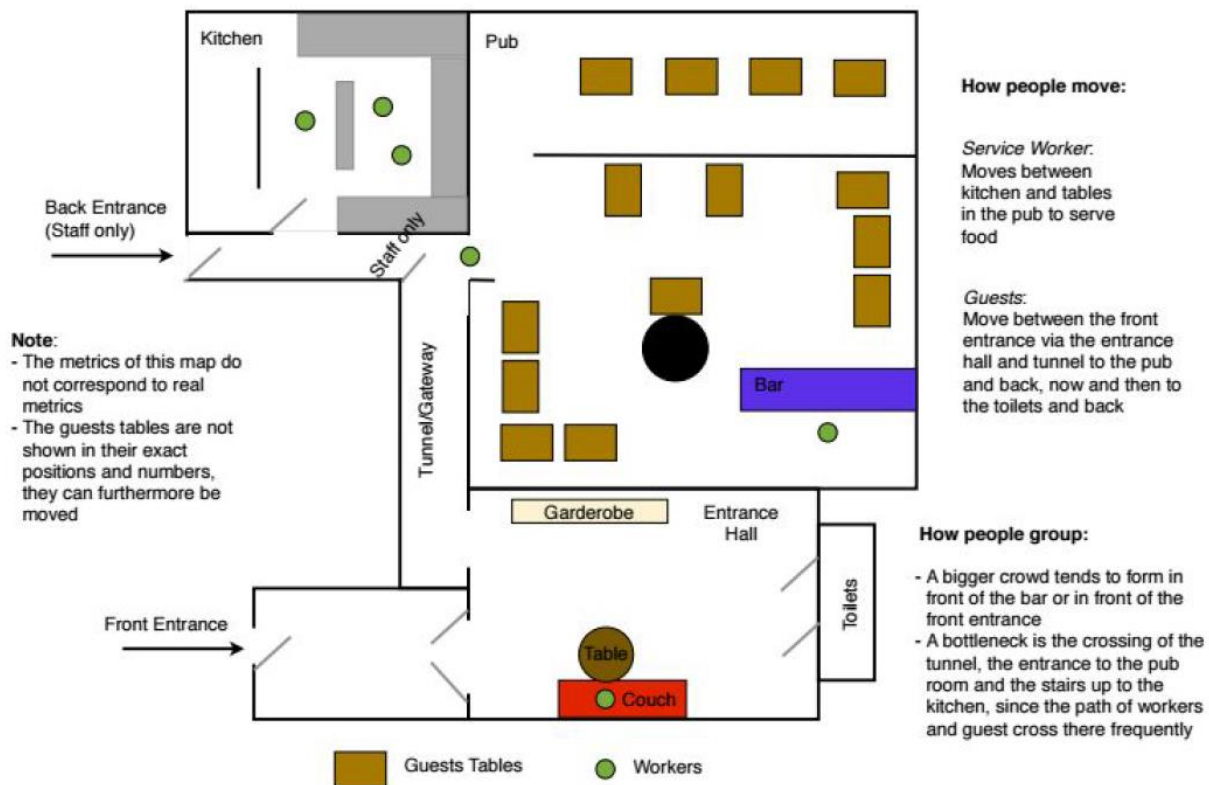 Kitchen
Pub
Back Entrance
(Staff only)
Staff only
Note:
- The metrics of this map do
not correspond to real
metrics
- The guests tables are not
shown in their exact
positions and numbers,
they can furthermore be
moved
Tunnel/Gateway
Bar
Garderobe
Entrance
Hall
Toilets
Front Entrance
Table
Couch
Guests Tables
Workers
How people move:
Service Worker:
Moves between
kitchen and tables
in the pub to serve
food
Guests:
Move between the front
entrance via the entrance
hall and tunnel to the pub
and back, now and then to
the toilets and back
How people group:
- A bigger crowd tends to form in
front of the bar or in front of the
front entrance
- A bottleneck is the crossing of the
tunnel, the entrance to the pub
room and the stairs up to the
kitchen, since the path of workers
and guest cross there frequently